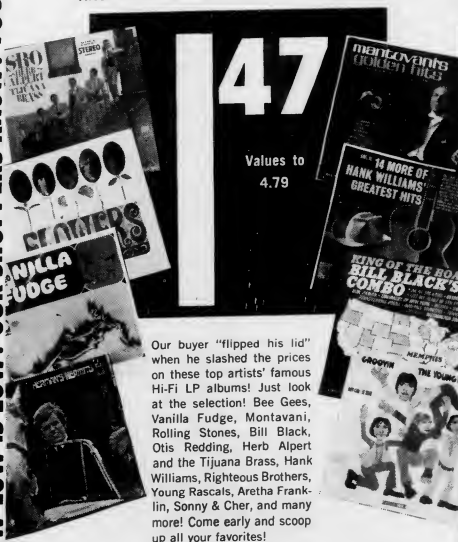 SRO
HERB
ALPERT
TIJUANA
BRASS
STEREO
FLOWERS
VANILLA
FUDGE
HERMAN'S HERMITS
147
Values to
4.79
mantovani's
golden hits
14 MORE OF
HANK WILLIAMS'
GREATEST HITS
KING OF THE ROAD
BILL BLACK'S
COMBO
MEMPHIS
GROOVIN'
THE YOUNG
Our buyer "flipped his lid"
when he slashed the prices
on these top artists' famous
Hi-Fi LP albums! Just look
at the selection! Bee Gees,
Vanilla Fudge, Montavani,
Rolling Stones, Bill Black,
Otis Redding, Herb Alpert
and the Tijuana Brass, Hank
Williams, Righteous Brothers,
Young Rascals, Aretha Frank-
lin, Sonny & Cher, and many
more! Come early and scoop
up all your favorites!